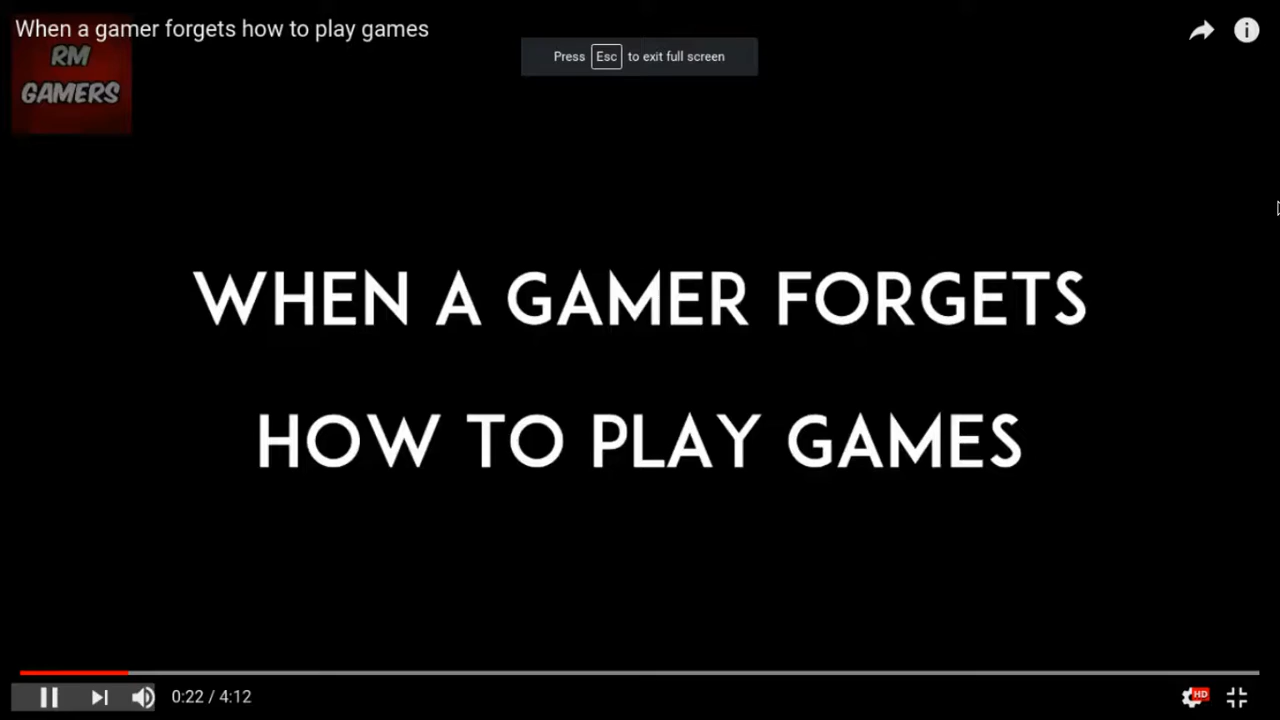 When a gamer forgets how to play games
RM
GAMERS
Press Esc to exit full screen
WHEN A GAMER FORGETS
HOW TO PLAY GAMES
0:22 / 4:12
HD